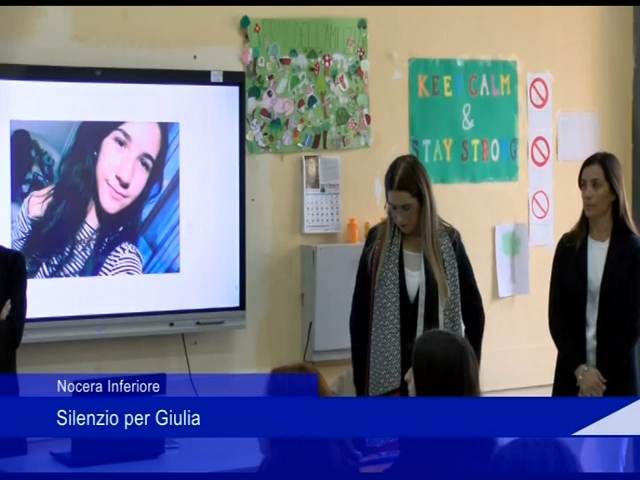 KEEP CALM
&
STAY STRONG
Nocera Inferiore
Silenzio per Giulia